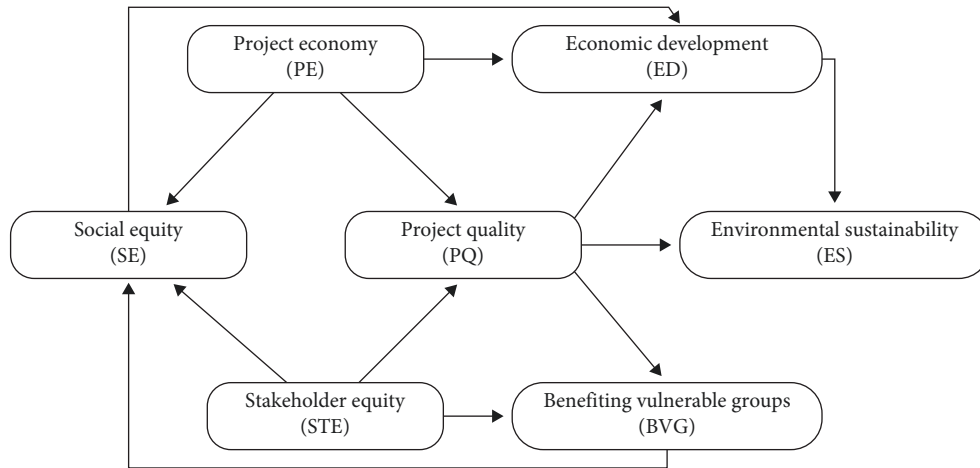 Project economy
(PE)
Economic development
(ED)
Social equity
(SE)
Project quality
(PQ)
Environmental sustainability
(ES)
Stakeholder equity
(STE)
Benefiting vulnerable groups
(BVG)